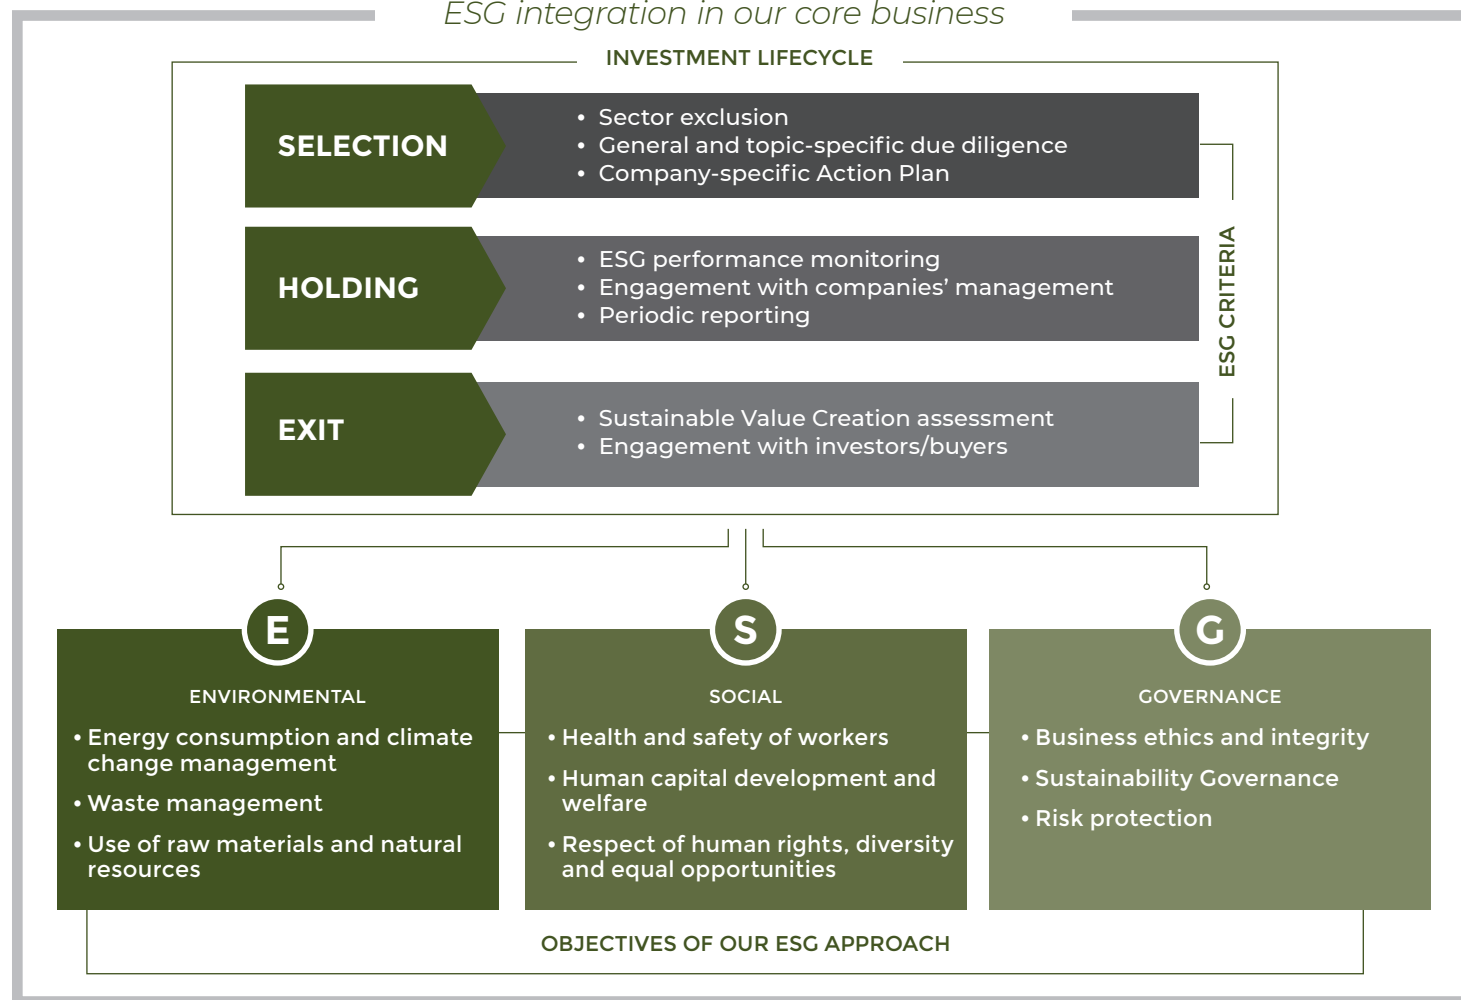 ESG integration in our core business
INVESTMENT LIFECYCLE
SELECTION
• Sector exclusion
• General and topic-specific due diligence
• Company-specific Action Plan
HOLDING
• ESG performance monitoring
• Engagement with companies’ management
• Periodic reporting
EXIT
• Sustainable Value Creation assessment
• Engagement with investors/buyers
ESG CRITERIA
E
ENVIRONMENTAL
• Energy consumption and climate
change management
• Waste management
• Use of raw materials and natural
resources
S
SOCIAL
• Health and safety of workers
• Human capital development and
welfare
• Respect of human rights, diversity
and equal opportunities
G
GOVERNANCE
• Business ethics and integrity
• Sustainability Governance
• Risk protection
OBJECTIVES OF OUR ESG APPROACH